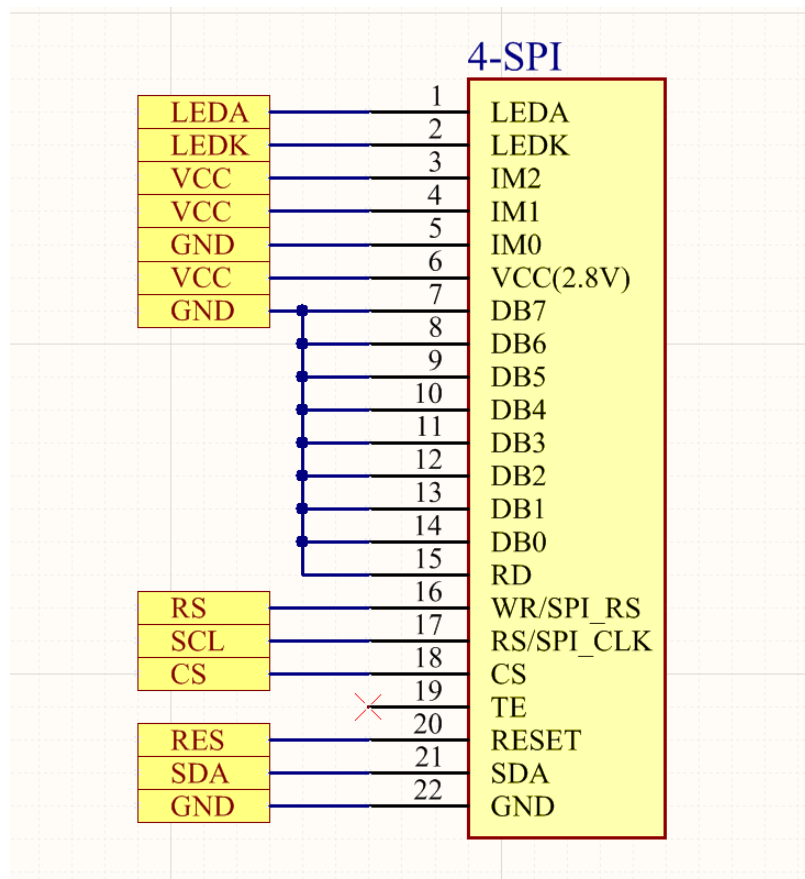 4-SPI
LEDA 1 LEDA
LEDK 2 LEDK
VCC 3 IM2
VCC 4 IM1
GND 5 IM0
VCC 6 VCC(2.8V)
GND 7 DB7
8 DB6
9 DB5
10 DB4
11 DB3
12 DB2
13 DB1
14 DB0
15 RD
RS 16 WR/SPI_RS
SCL 17 RS/SPI_CLK
CS 18 CS
19 TE
RES 20 RESET
SDA 21 SDA
GND 22 GND